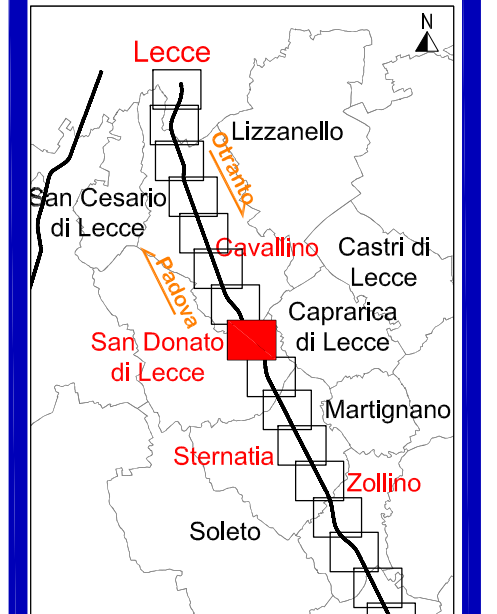 N
Lecce
Lizzanello
Otranto
San Cesario
di Lecce
Cavallino
Castri di
Lecce
Padova
Caprarica
di Lecce
San Donato
di Lecce
Martignano
Sternatia
Zollino
Soleto